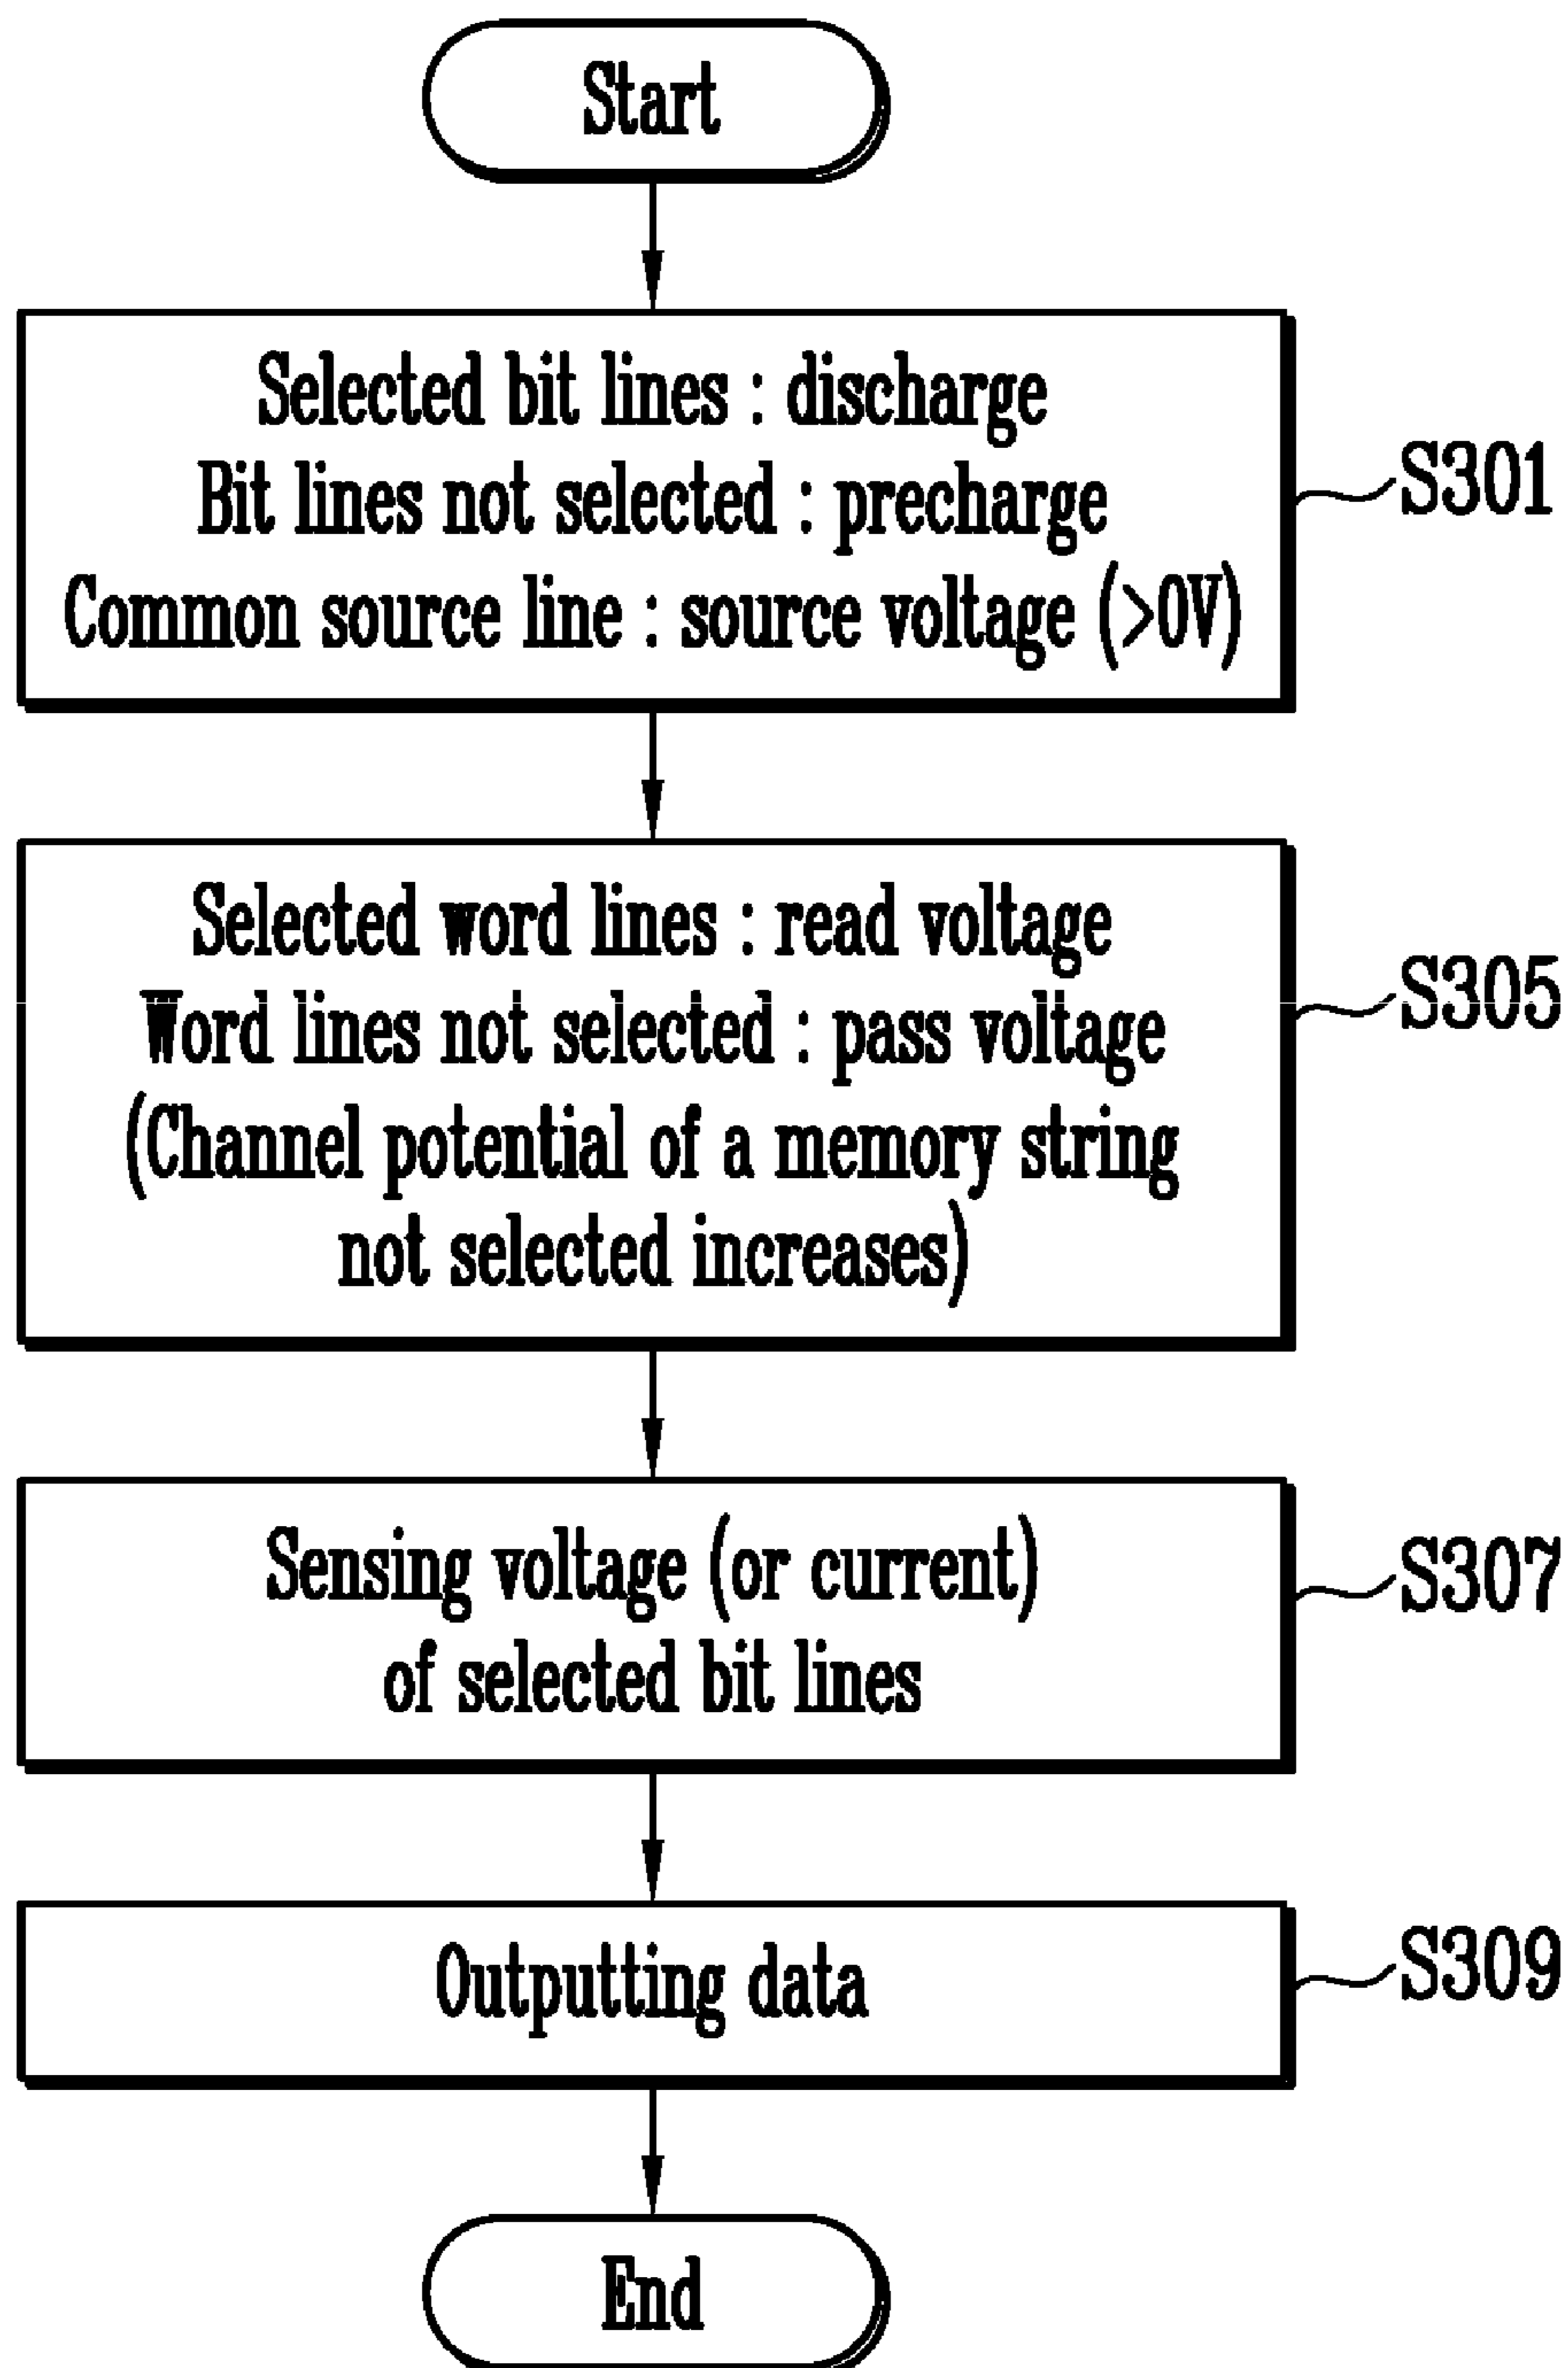 Start
Selected bit lines : discharge
Bit lines not selected : precharge
Common source line : source voltage (>0V)
S301
Selected word lines : read voltage
Word lines not selected : pass voltage
(Channel potential of a memory string
not selected increases)
S305
Sensing voltage (or current)
of selected bit lines
S307
Outputting data
S309
End